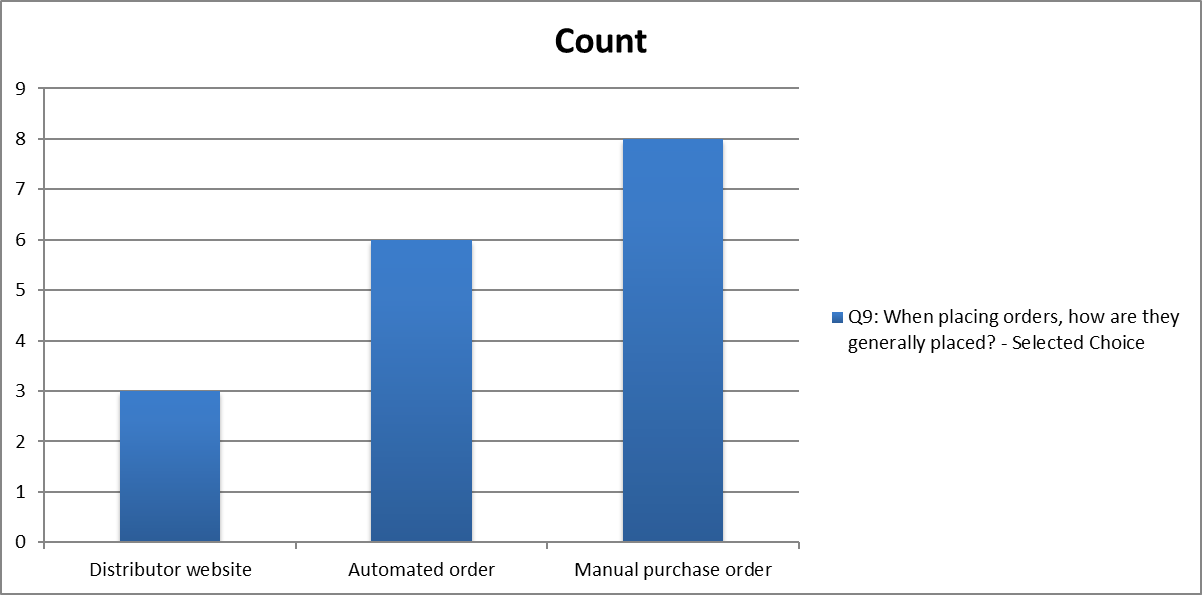 Count
9
8
7
6
5
4
3
2
1
0
Distributor website
Automated order
Manual purchase order
Q9: When placing orders, how are they
generally placed? - Selected Choice